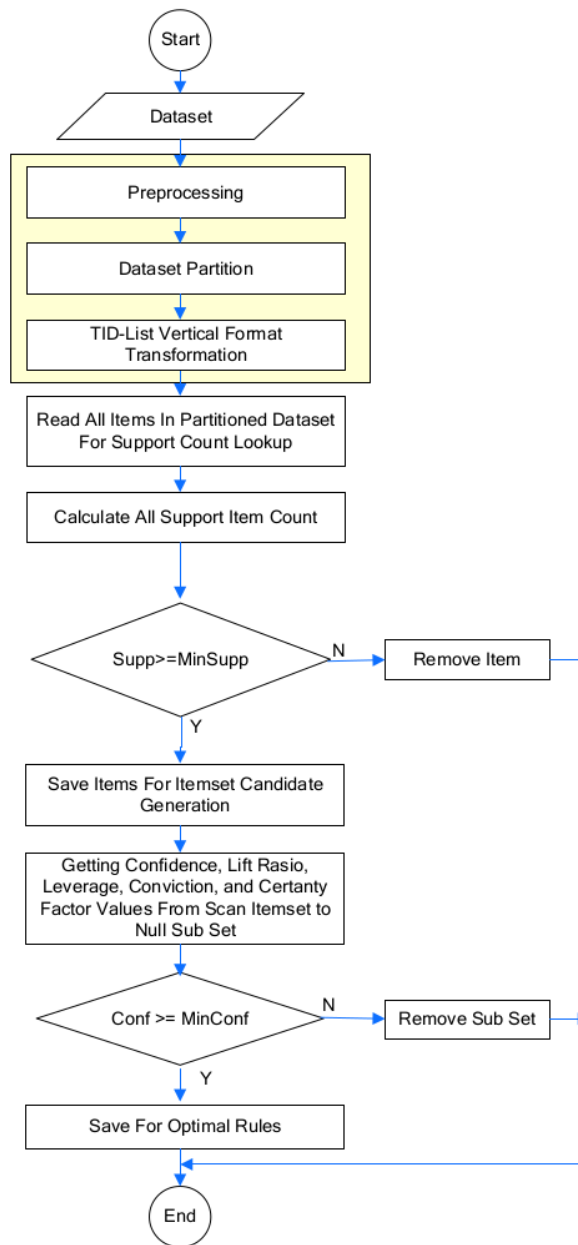 Start
Dataset
Preprocessing
Dataset Partition
TID-List Vertical Format
Transformation
Read All Items In Partitioned Dataset
For Support Count Lookup
Calculate All Support Item Count
Supp>=MinSupp
N
Remove Item
Y
Save Items For Itemset Candidate
Generation
Getting Confidence, Lift Rasio,
Leverage, Conviction, and Certanty
Factor Values From Scan Itemset to
Null Sub Set
Conf >= MinConf
N
Remove Sub Set
Y
Save For Optimal Rules
End